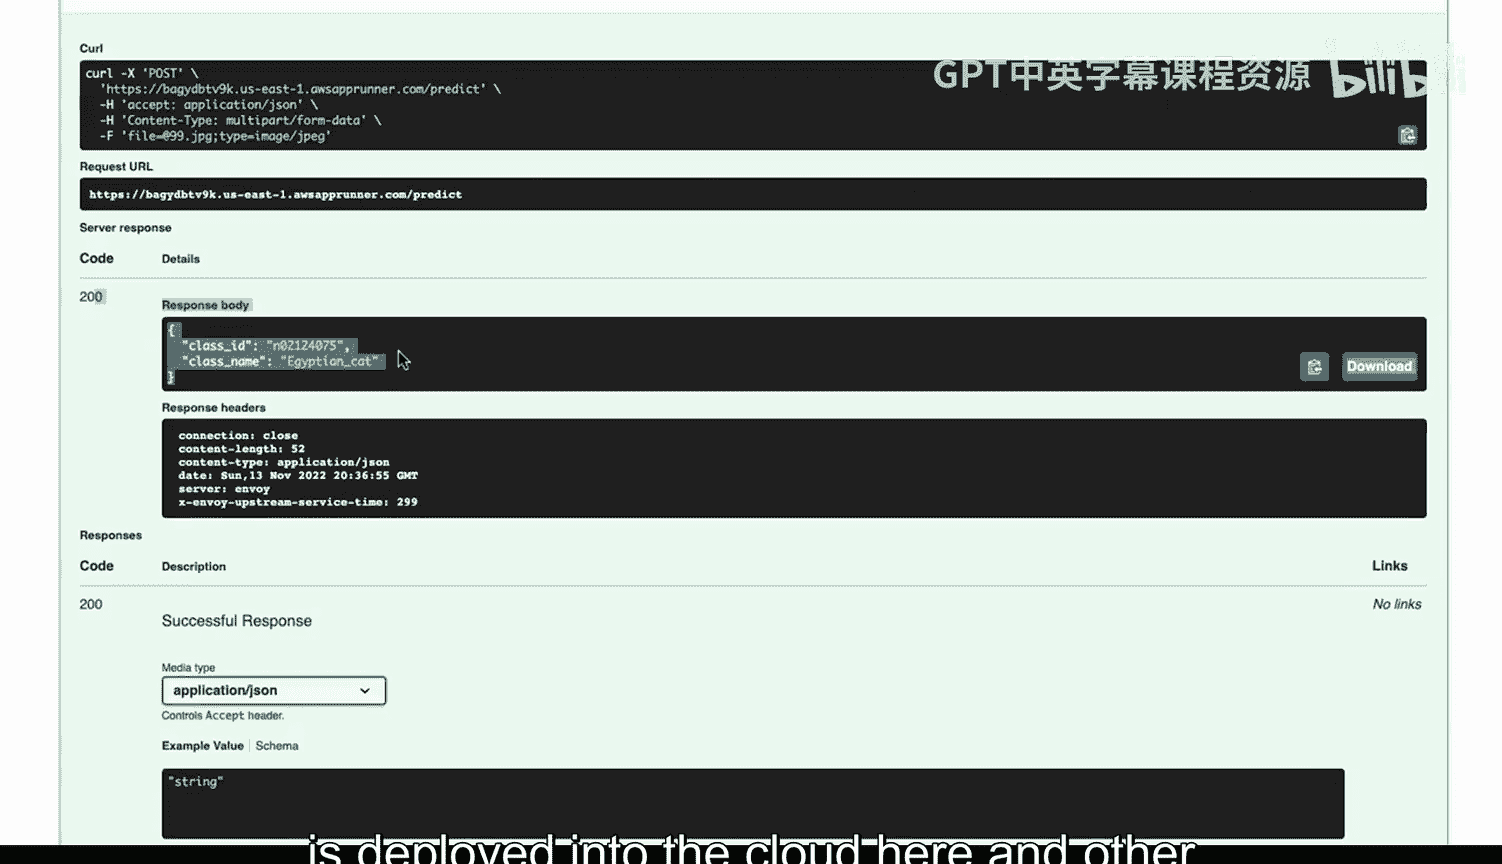 Curl
curl -X 'POST' \
'https://bagydbtv9k.us-east-1.awsapprunner.com/predict' \
-H 'accept: application/json' \
-H 'Content-Type: multipart/form-data' \
-F 'file=@99.jpg;type=image/jpeg'
GPT中英字幕课程资源
bilibili
Request URL
https://bagydbtv9k.us-east-1.awsapprunner.com/predict
Server response
Code Details
200
Response body
{
"class_id": "n02124075",
"class_name": "Egyptian_cat"
}
Download
Response headers
connection: close
content-length: 52
content-type: application/json
date: Sun,13 Nov 2022 20:36:55 GMT
server: envoy
x-envoy-upstream-service-time: 299
Responses
Code Description Links
200 No links
Successful Response
Media type
application/json
Controls Accept header.
Example Value Schema
"string"
is deployed into the cloud here and other